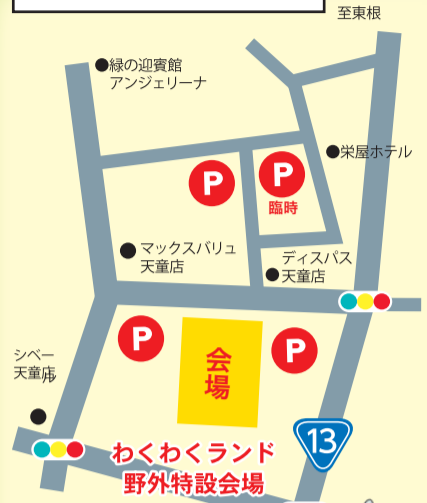 至東根
緑の迎賓館
アンジェリーナ
栄屋ホテル
P
P
臨時
マックスバリュ
天童店
ディスパス
天童店
P
会場
P
シベール
天童店
13
わくわくランド
野外特設会場